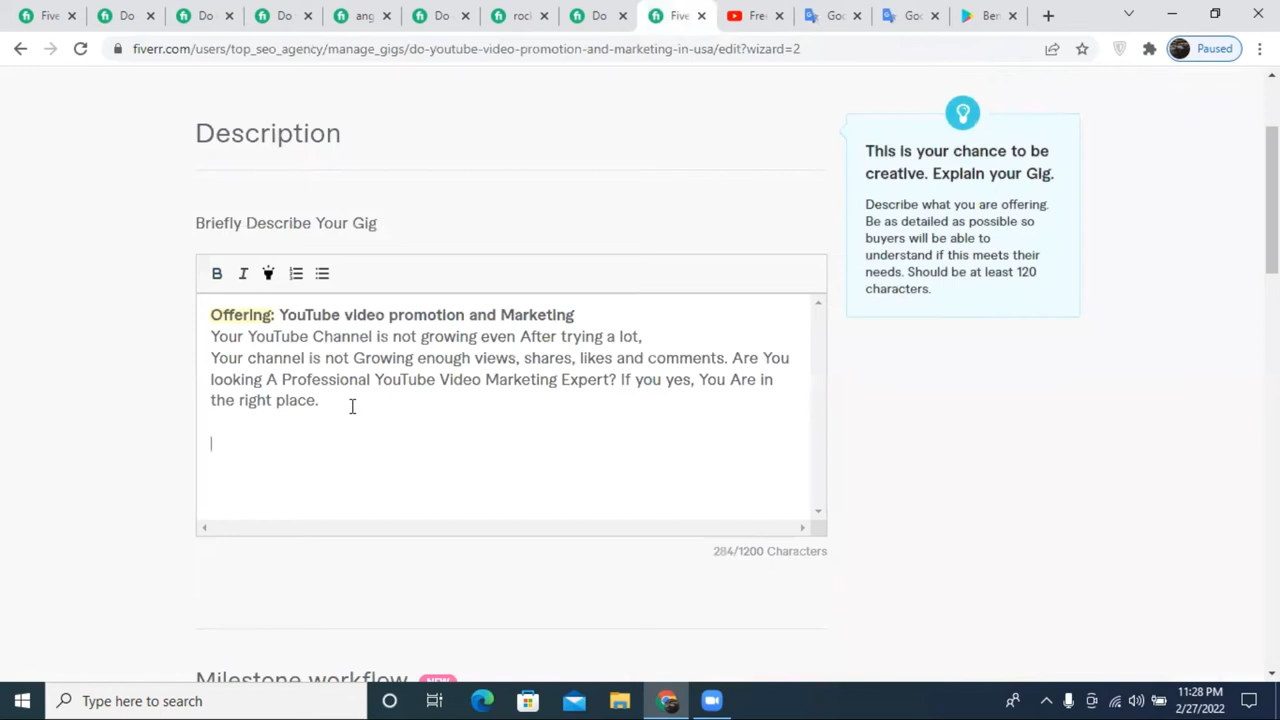 Five
Do
Do
Do
ang
Do
rocl
Do
Five
Fre
Goo
Goo
Ben
fiverr.com/users/top_seo_agency/manage_gigs/do-youtube-video-promotion-and-marketing-in-usa/edit?wizard=2
Paused
Description
Briefly Describe Your Gig
B I
Offering: YouTube video promotion and Marketing
Your YouTube Channel is not growing even After trying a lot,
Your channel is not Growing enough views, shares, likes and comments. Are You
looking A Professional YouTube Video Marketing Expert? If you yes, You Are in
the right place.
284/1200 Characters
This is your chance to be
creative. Explain your Gig.
Describe what you are offering.
Be as detailed as possible so
buyers will be able to
understand if this meets their
needs. Should be at least 120
characters.
Milestone workflow NEW
Type here to search
11:28 PM
2/27/2022